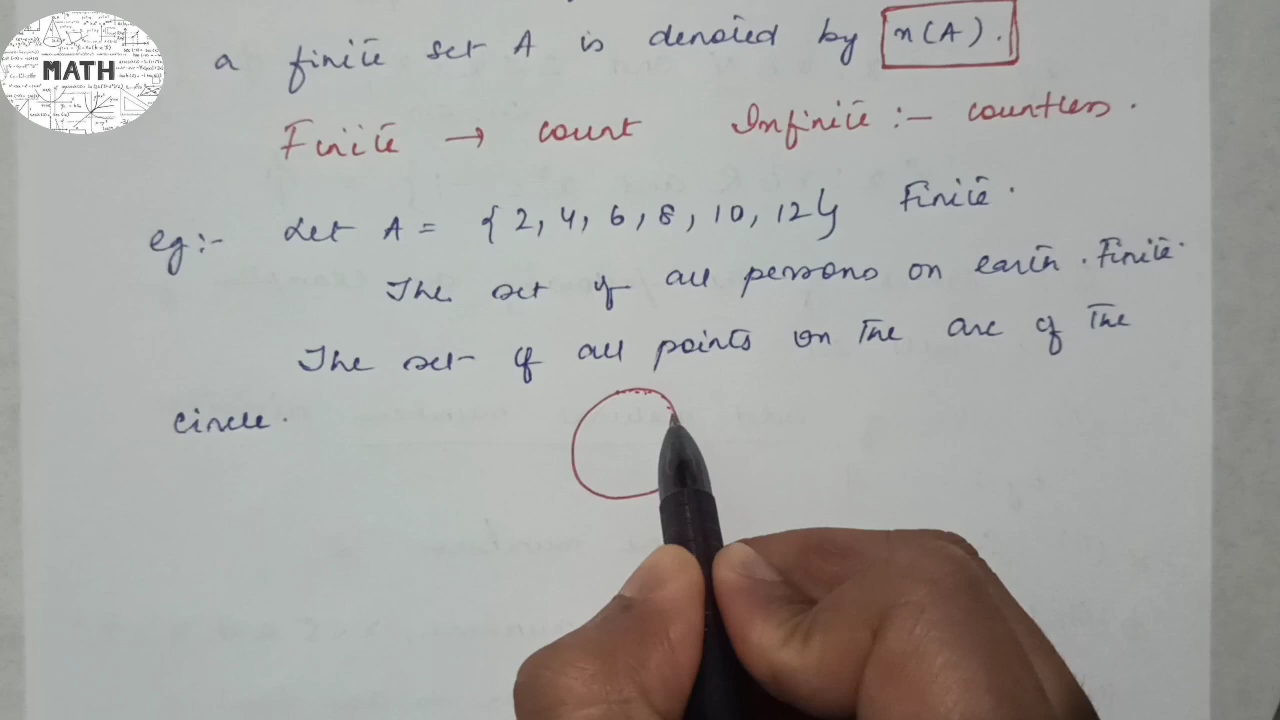 MATH
a finite set A is denoted by n(A).
Finite → count Infinite :- countless.
eg:- Let A = { 2, 4, 6, 8, 10, 12 } Finite.
The set of all persons on earth. Finite.
The set of all points on the arc of the
circle.